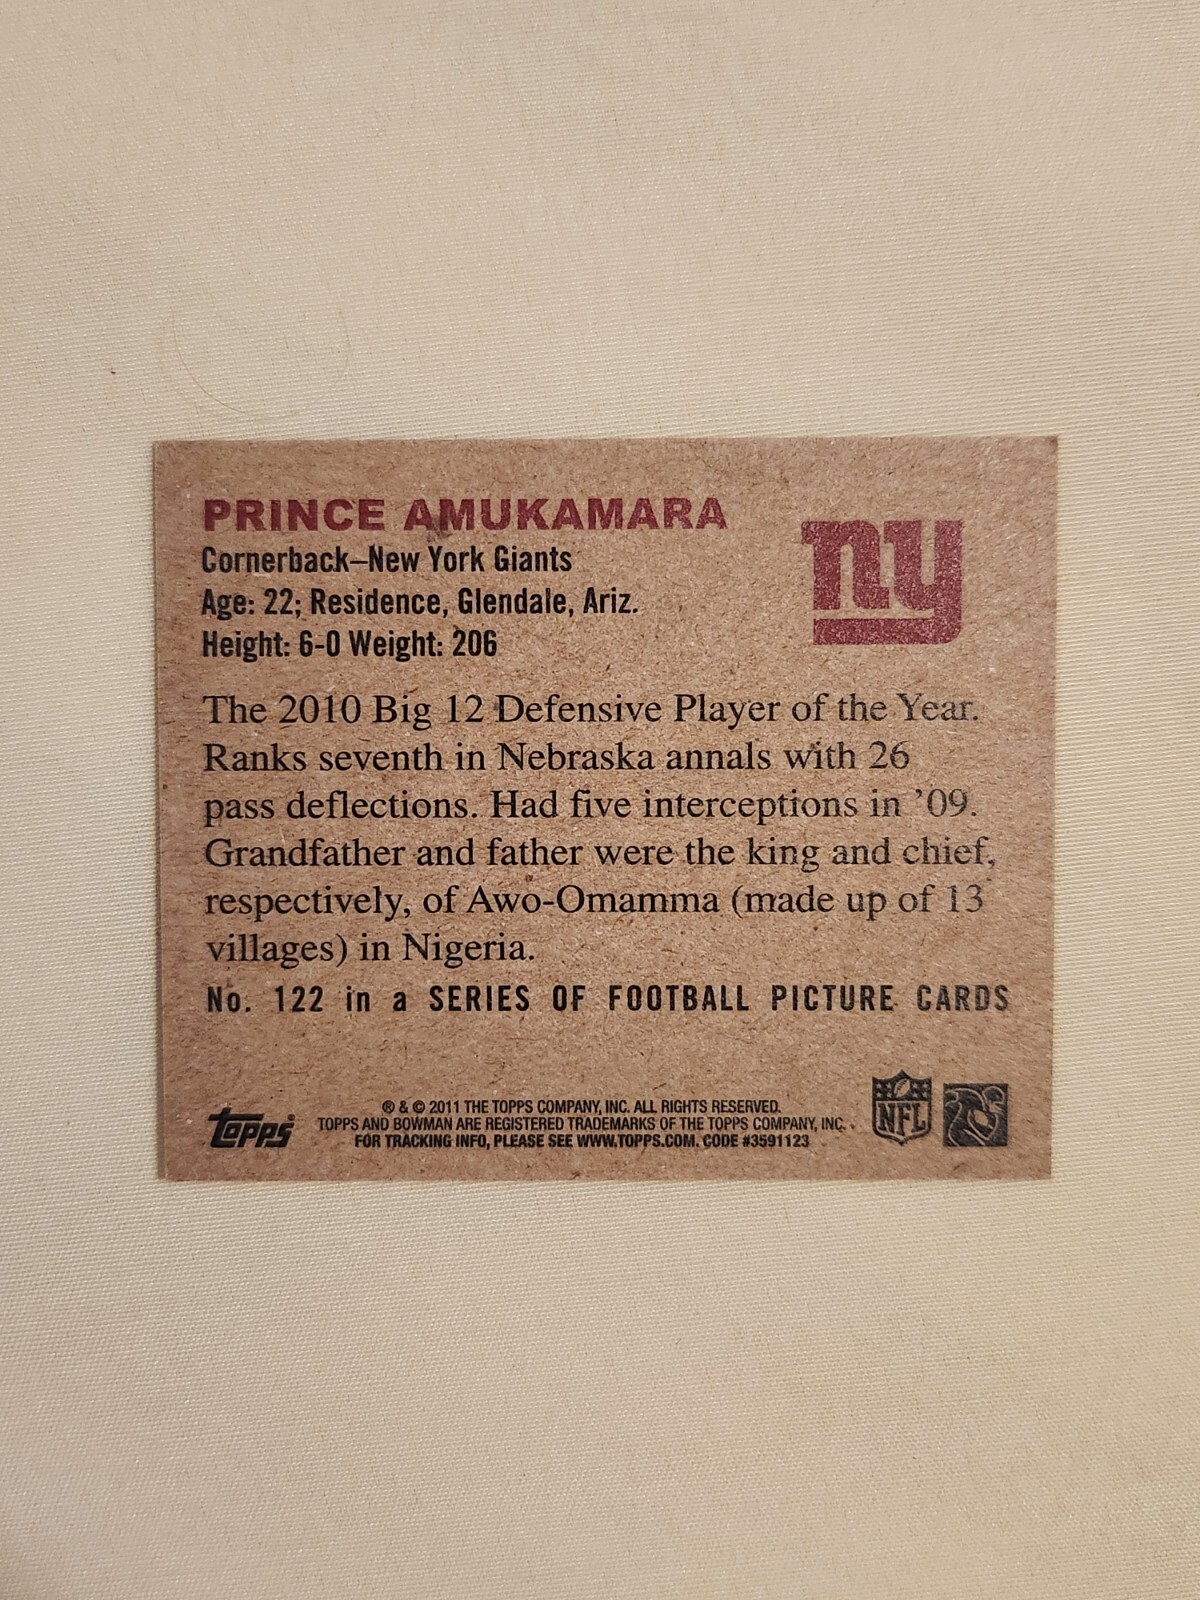 PRINCE AMUKAMARA
ny
Cornerback–New York Giants
Age: 22; Residence, Glendale, Ariz.
Height: 6-0 Weight: 206
The 2010 Big 12 Defensive Player of the Year.
Ranks seventh in Nebraska annals with 26
pass deflections. Had five interceptions in ’09.
Grandfather and father were the king and chief,
respectively, of Awo-Omamma (made up of 13
villages) in Nigeria.
No. 122 in a SERIES OF FOOTBALL PICTURE CARDS
Topps®
® & © 2011 THE TOPPS COMPANY, INC. ALL RIGHTS RESERVED.
TOPPS AND BOWMAN ARE REGISTERED TRADEMARKS OF THE TOPPS COMPANY, INC.
FOR TRACKING INFO, PLEASE SEE WWW.TOPPS.COM. CODE #3591123
NFL